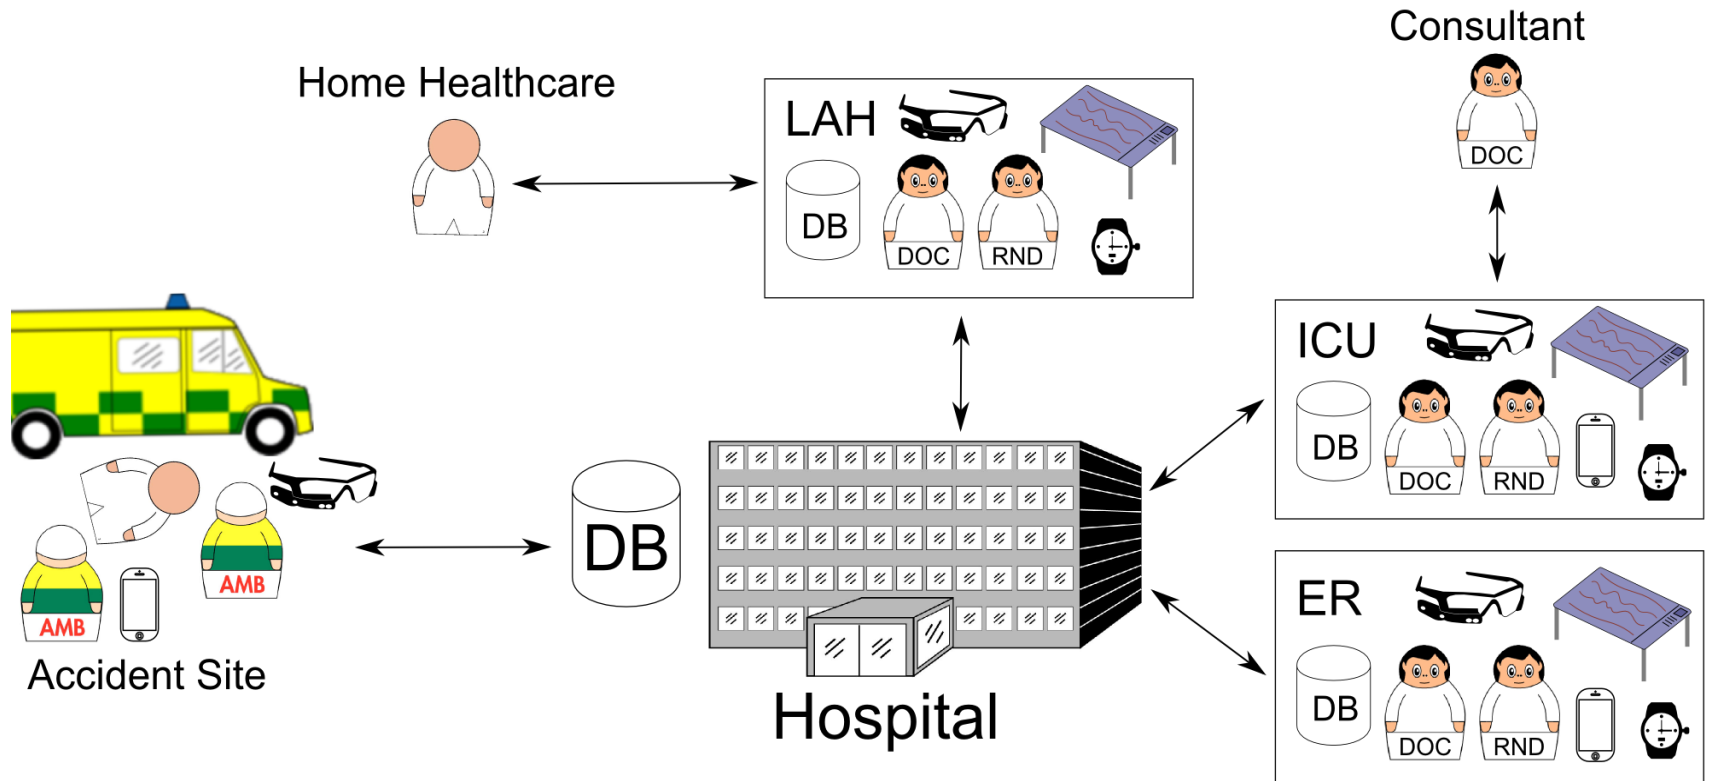 Consultant
DOC
Home Healthcare
LAH
DB
DOC
RND
ICU
DB
DOC
RND
AMB
AMB
Accident Site
DB
Hospital
ER
DB
DOC
RND